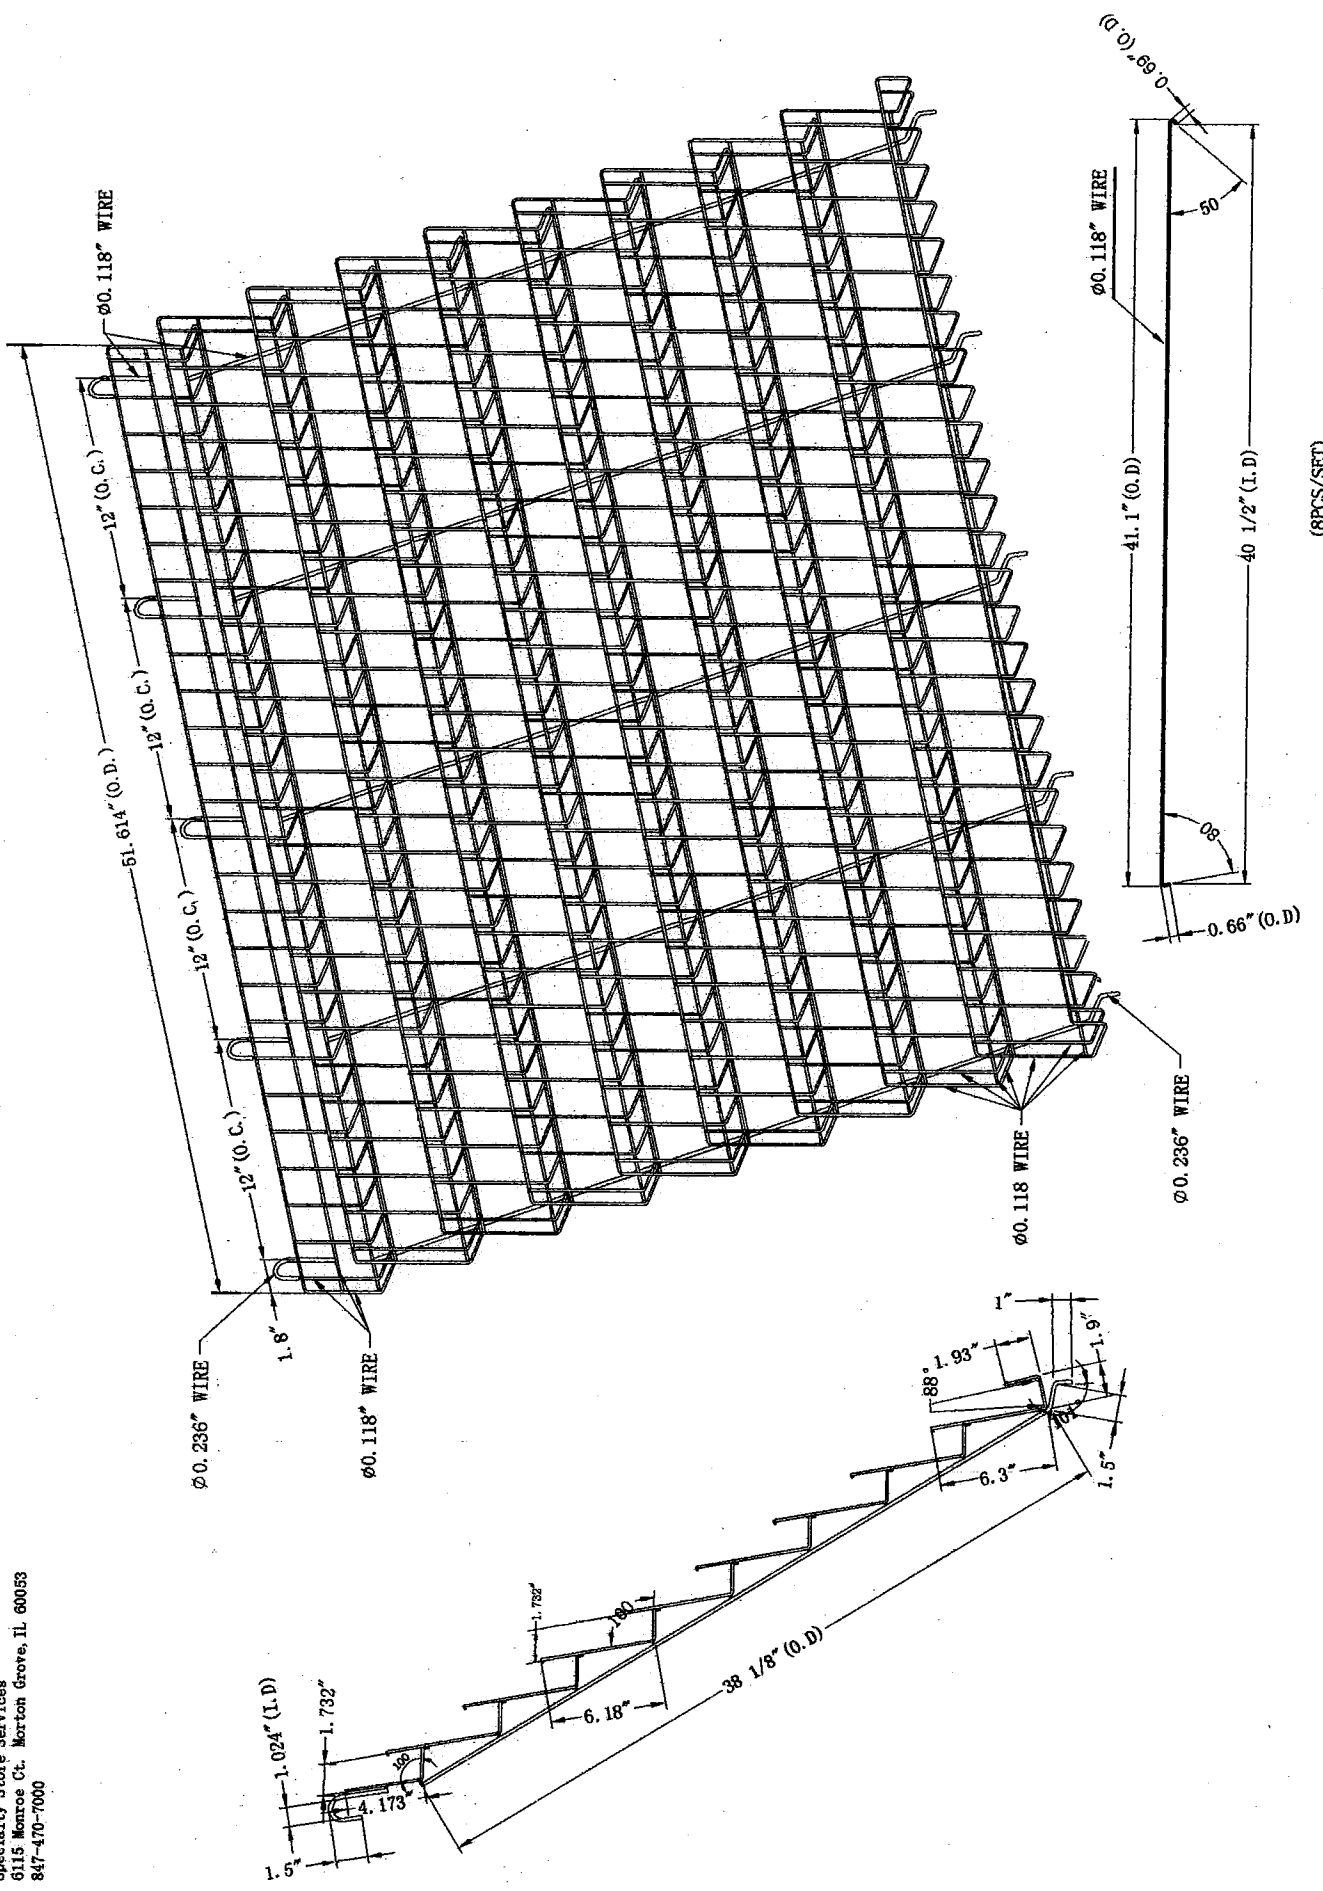 Specialty Store Services
6115 Monroe Ct. Morton Grove, IL 60053
847-470-7000
Ø0.236" WIRE
Ø0.118" WIRE
1.8"
12"(O.C.)
12"(O.C.)
12"(O.C.)
12"(O.C.)
51.614"(O.D.)
Ø0.118" WIRE
Ø0.118 WIRE
Ø0.236" WIRE
1.5"
1.024"(I.D)
1.732"
4.173"
100
6.18"
1.732"
100
38 1/8"(O.D)
6.3"
88°
1.93"
1"
1.9"
101°
1.5"
0.66"(O.D)
80
41.1"(O.D)
40 1/2"(I.D)
Ø0.118" WIRE
50
0.69"(O.D)
(8PCS/SET)